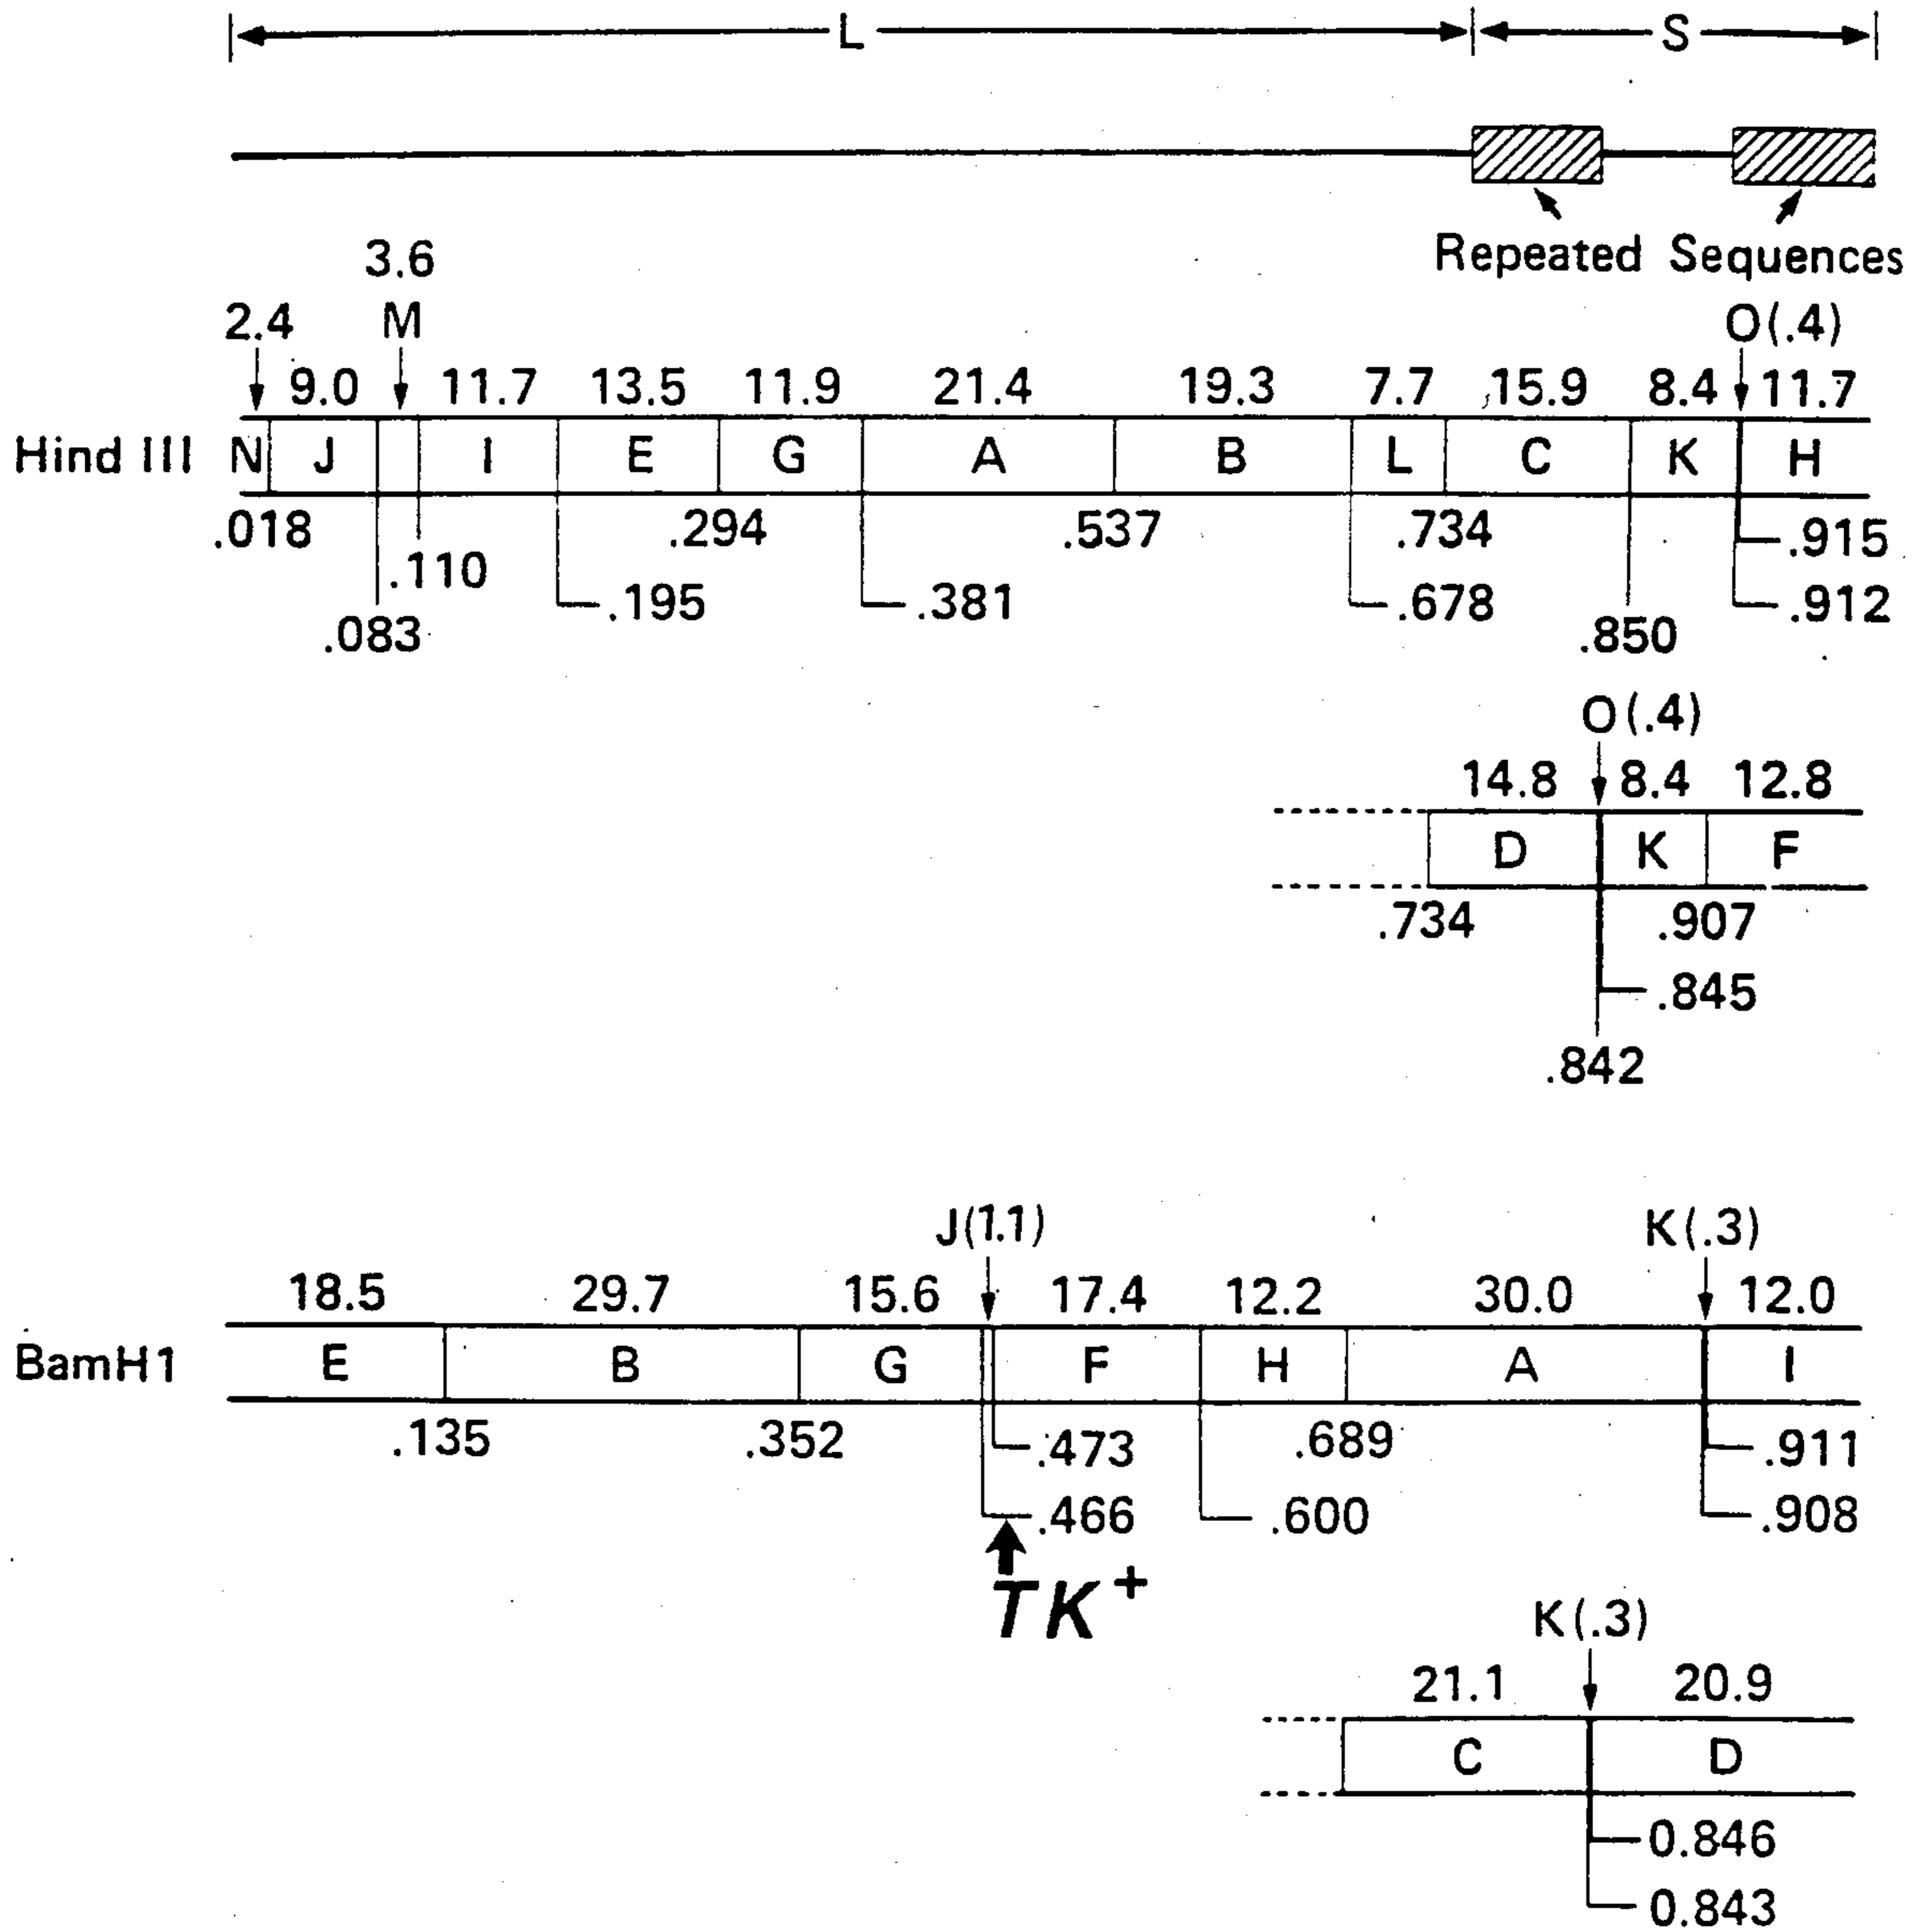 L S
Repeated Sequences
3.6
2.4 M O(.4)
9.0 11.7 13.5 11.9 21.4 19.3 7.7 15.9 8.4 11.7
Hind III N J I E G A B L C K H
.018 .294 .537 .734 .915
.110
.195 .381 .678 .912
.083 .850
O(.4)
14.8 8.4 12.8
D K F
.734 .907
.845
.842
J(1.1) K(.3)
18.5 29.7 15.6 17.4 12.2 30.0 12.0
BamH1 E B G F H A I
.135 .352 .473 .689 .911
.466 .600 .908
TK+
K(.3)
21.1 20.9
C D
0.846
0.843